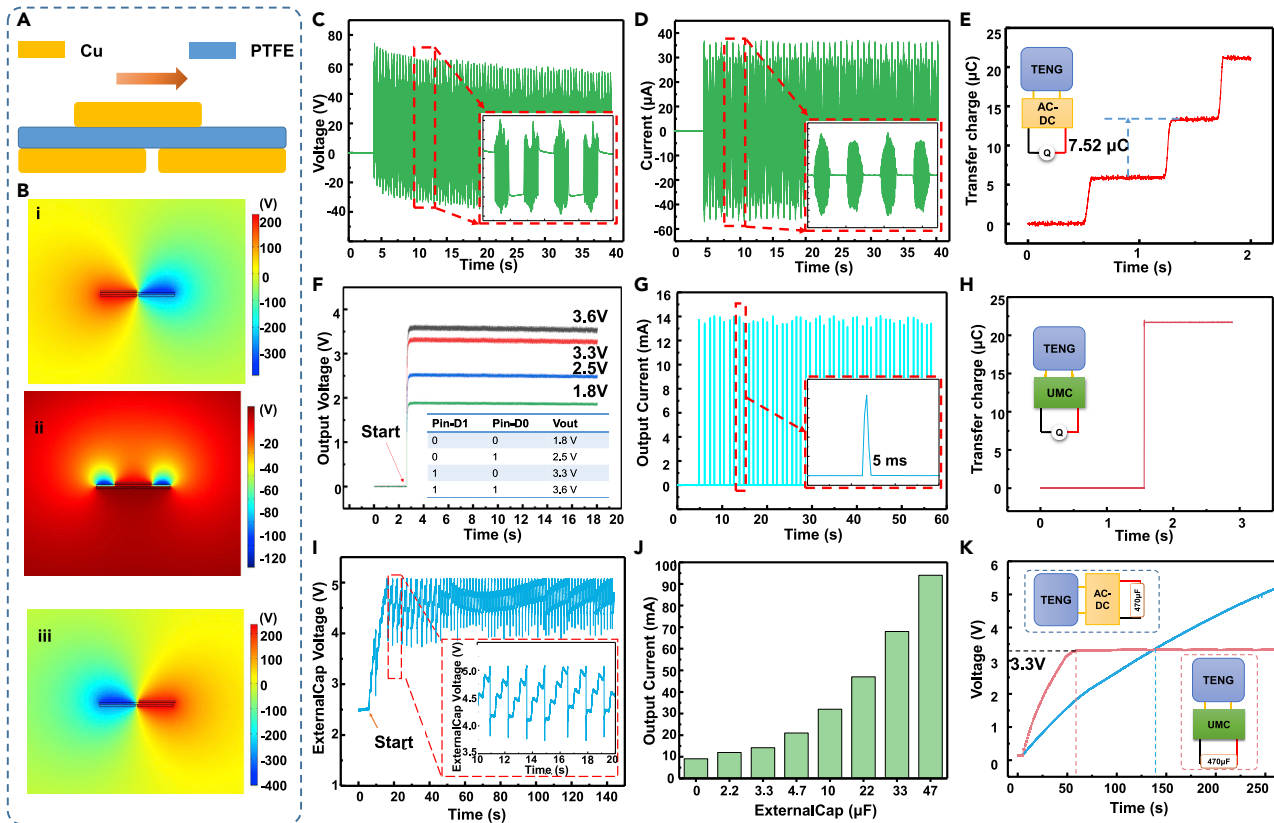 A
Cu
PTFE
B
i
(V)
200
100
0
-100
-200
-300
ii
(V)
-20
-40
-60
-80
-100
-120
iii
(V)
200
100
0
-100
-200
-300
-400
C
Voltage (V)
80
60
40
20
0
-20
-40
0 5 10 15 20 25 30 35 40
Time (s)
D
Current (μA)
40
20
0
-20
-40
-60
0 5 10 15 20 25 30 35 40
Time (s)
E
Transfer charge (μC)
25
20
15
10
5
0
TENG
AC-
DC
Q
7.52 μC
0 1 2
Time (s)
F
Output Voltage (V)
4
3
2
1
0
3.6V
3.3V
2.5V
1.8V
Start
Pin-D1 Pin-D0 Vout
0 0 1.8 V
0 1 2.5 V
1 0 3.3 V
1 1 3,6 V
0 2 4 6 8 10 12 14 16 18 20
Time (s)
G
Output Current (mA)
16
14
12
10
8
6
4
2
0
5 ms
0 10 20 30 40 50 60
Time (s)
H
Transfer charge (μC)
25
20
15
10
5
0
TENG
UMC
Q
0 1 2 3
Time (s)
I
ExternalCap Voltage (V)
6
5
4
3
2
1
Start
ExternalCap Voltage (V)
5.0
4.5
4.0
3.5
10 12 14 16 18 20
Time (s)
0 20 40 60 80 100 120 140
Time (s)
J
Output Current (mA)
100
90
80
70
60
50
40
30
20
10
0
0 2.2 3.3 4.7 10 22 33 47
ExternalCap (μF)
K
Voltage (V)
6
5
4
3
2
1
0
TENG
AC-
DC
470μF
3.3V
TENG
UMC
470μF
0 50 100 150 200 250
Time (s)